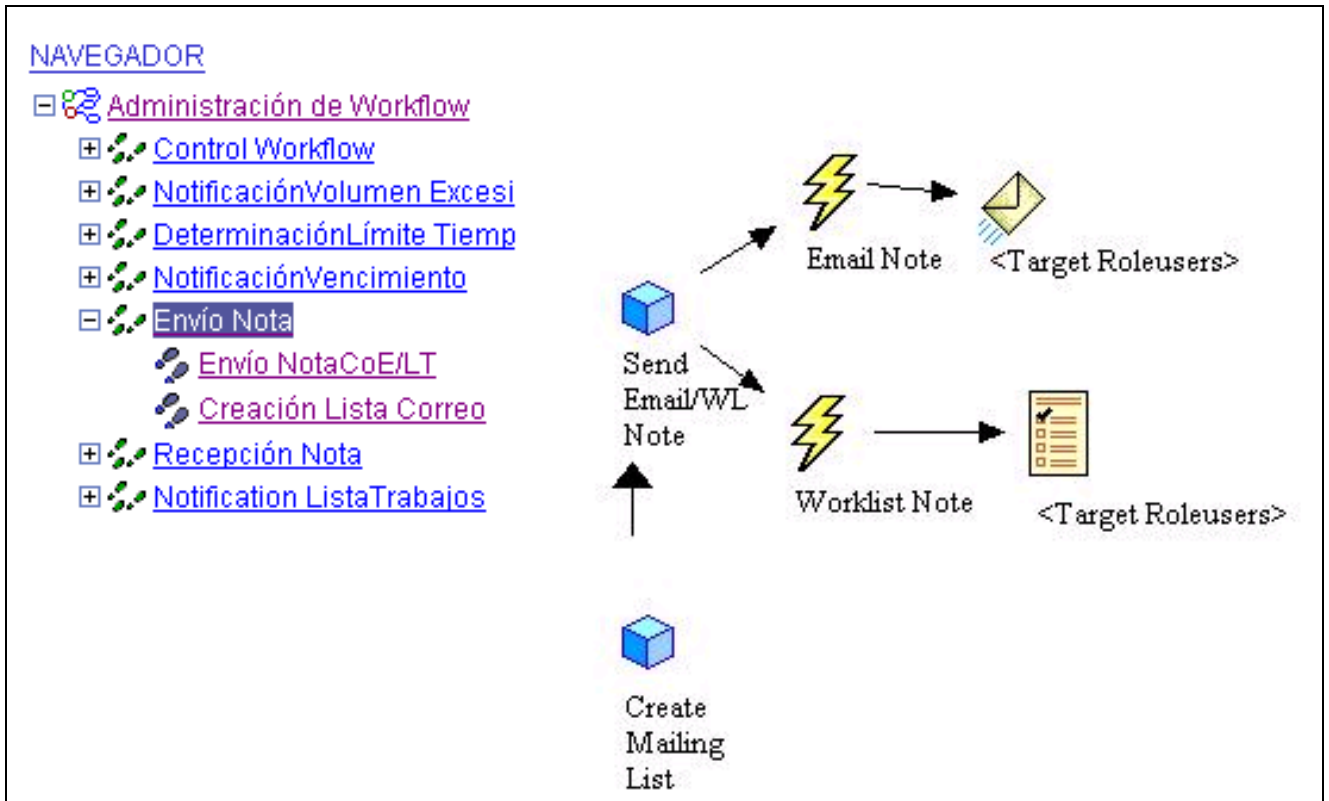 NAVEGADOR
Administración de Workflow
Control Workflow
NotificaciónVolumen Excesi
DeterminaciónLímite Tiemp
NotificaciónVencimiento
Envío Nota
Envío NotaCoE/LT
Creación Lista Correo
Recepción Nota
Notification ListaTrabajos
Email Note
<Target Roleusers>
Send
Email/WL
Note
Worklist Note
<Target Roleusers>
Create
Mailing
List